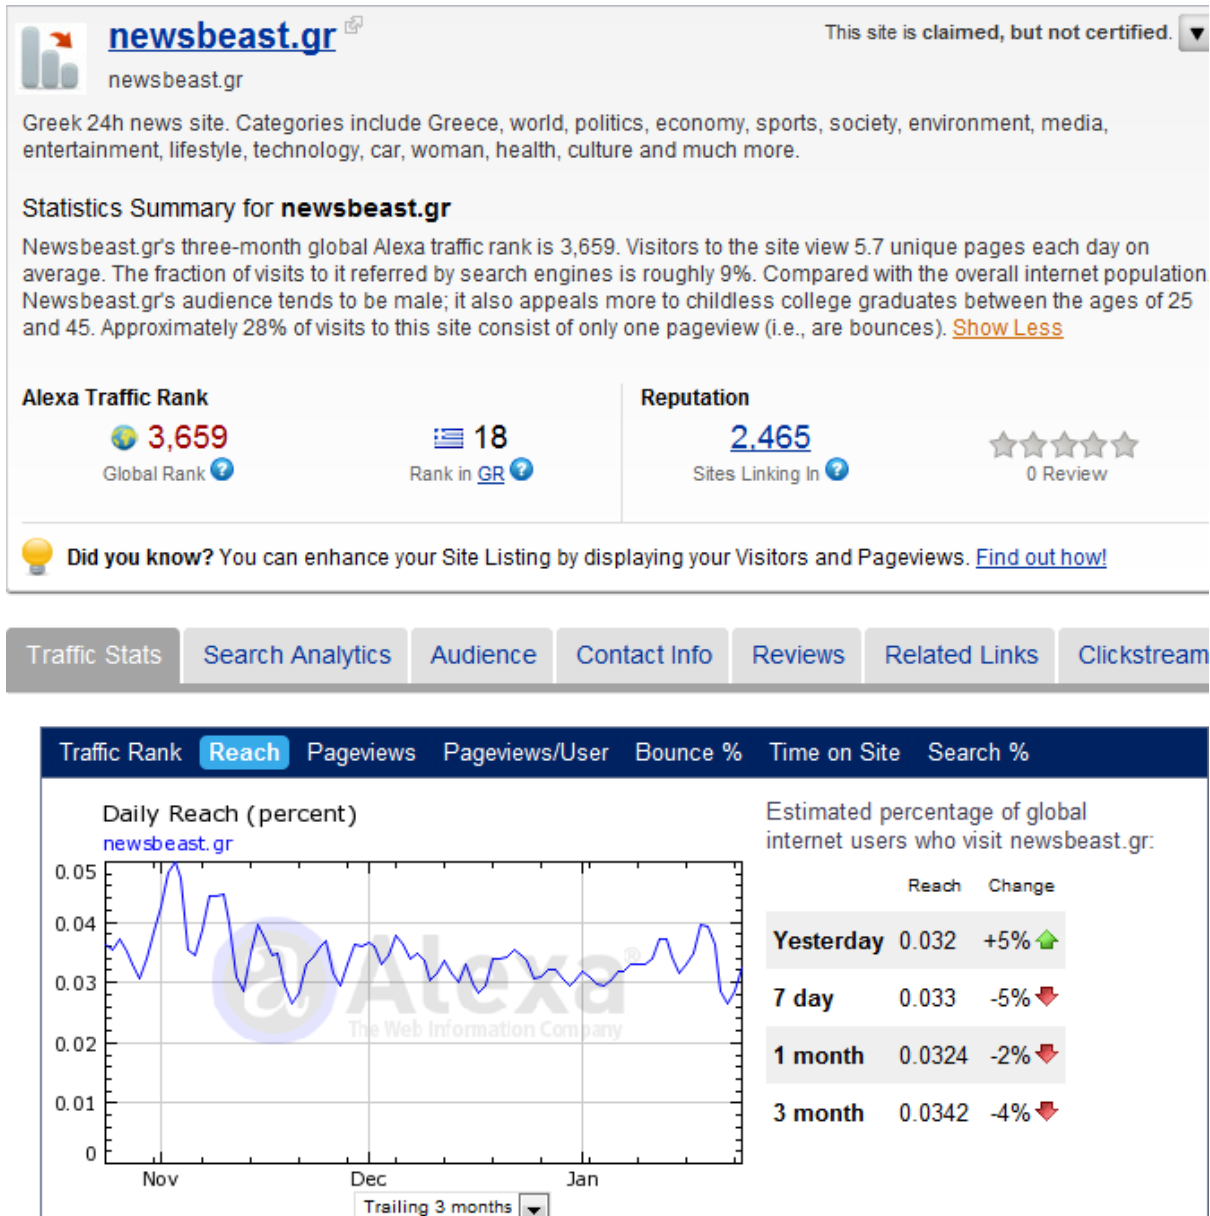 newsbeast.gr
This site is claimed, but not certified.
newsbeast.gr
Greek 24h news site. Categories include Greece, world, politics, economy, sports, society, environment, media,
entertainment, lifestyle, technology, car, woman, health, culture and much more.
Statistics Summary for newsbeast.gr
Newsbeast.gr's three-month global Alexa traffic rank is 3,659. Visitors to the site view 5.7 unique pages each day on
average. The fraction of visits to it referred by search engines is roughly 9%. Compared with the overall internet population,
Newsbeast.gr's audience tends to be male; it also appeals more to childless college graduates between the ages of 25
and 45. Approximately 28% of visits to this site consist of only one pageview (i.e., are bounces). Show Less
Alexa Traffic Rank
3,659
Global Rank ?
18
Rank in GR ?
Reputation
2,465
Sites Linking In ?
0 Review
Did you know? You can enhance your Site Listing by displaying your Visitors and Pageviews. Find out how!
Traffic Stats Search Analytics Audience Contact Info Reviews Related Links Clickstream
Traffic Rank Reach Pageviews Pageviews/User Bounce % Time on Site Search %
Daily Reach (percent)
newsbeast.gr
0.05
0.04
0.03
0.02
0.01
0
Nov Dec Jan
a Alexa®
The Web Information Company
Trailing 3 months
Estimated percentage of global
internet users who visit newsbeast.gr:
Reach Change
Yesterday 0.032 +5%
7 day 0.033 -5%
1 month 0.0324 -2%
3 month 0.0342 -4%